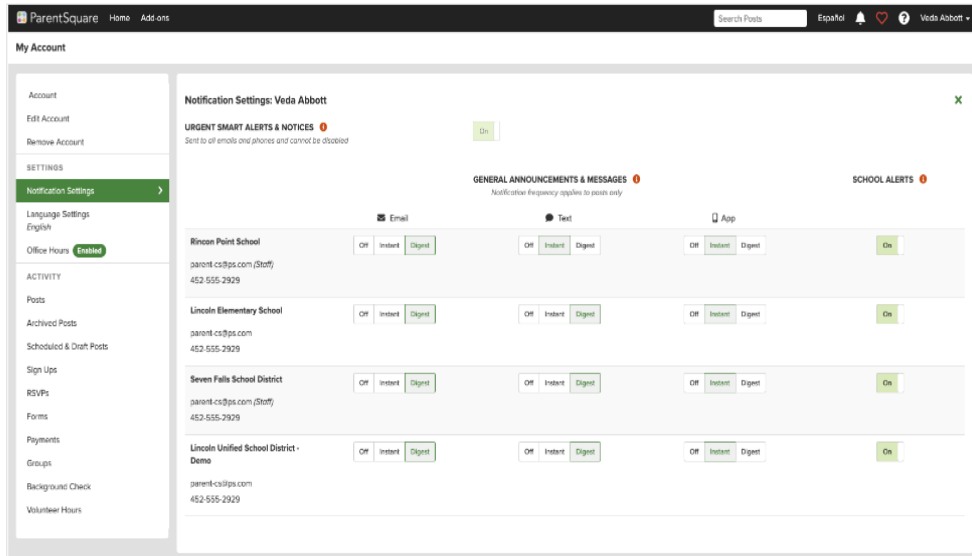 ParentSquare Home Add-ons Search Posts Español Veda Abbott
My Account
Account
Edit Account
Remove Account
SETTINGS
Notification Settings
Language Settings
English
Office Hours Enabled
ACTIVITY
Posts
Archived Posts
Scheduled & Draft Posts
Sign Ups
RSVPs
Forms
Payments
Groups
Background Check
Volunteer Hours
Notification Settings: Veda Abbott X
URGENT SMART ALERTS & NOTICES On
Sent to all emails and phones and cannot be disabled
GENERAL ANNOUNCEMENTS & MESSAGES SCHOOL ALERTS
Notification frequency applies to posts only
Email Text App
Rincon Point School Off Instant Digest Off Instant Digest Off Instant Digest On
parent-cs@ps.com (Staff)
452-555-2929
Lincoln Elementary School Off Instant Digest Off Instant Digest Off Instant Digest On
parent-cs@ps.com
452-555-2929
Seven Falls School District Off Instant Digest Off Instant Digest Off Instant Digest On
parent-cs@ps.com (Staff)
452-555-2929
Lincoln Unified School District - Off Instant Digest Off Instant Digest Off Instant Digest On
Demo
parent-cs@ps.com
452-555-2929